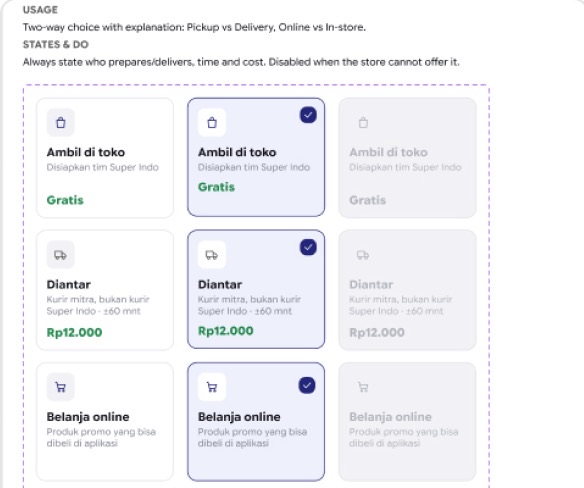 USAGE
Two-way choice with explanation: Pickup vs Delivery, Online vs In-store.
STATES & DO
Always state who prepares/delivers, time and cost. Disabled when the store cannot offer it.
Ambil di toko
Disiapkan tim Super Indo
Gratis
Ambil di toko
Disiapkan tim Super Indo
Gratis
Ambil di toko
Disiapkan tim Super Indo
Gratis
Diantar
Kurir mitra, bukan kurir
Super Indo · ±60 mnt
Rp12.000
Diantar
Kurir mitra, bukan kurir
Super Indo · ±60 mnt
Rp12.000
Diantar
Kurir mitra, bukan kurir
Super Indo · ±60 mnt
Rp12.000
Belanja online
Produk promo yang bisa
dibeli di aplikasi
Belanja online
Produk promo yang bisa
dibeli di aplikasi
Belanja online
Produk promo yang bisa
dibeli di aplikasi